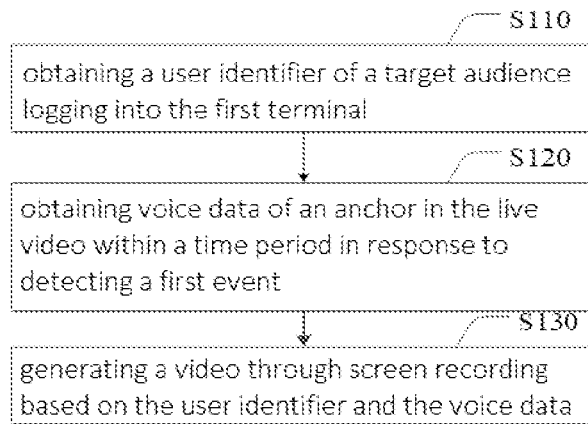 S110
obtaining a user identifier of a target audience
logging into the first terminal
S120
obtaining voice data of an anchor in the live
video within a time period in response to
detecting a first event
S130
generating a video through screen recording
based on the user identifier and the voice data